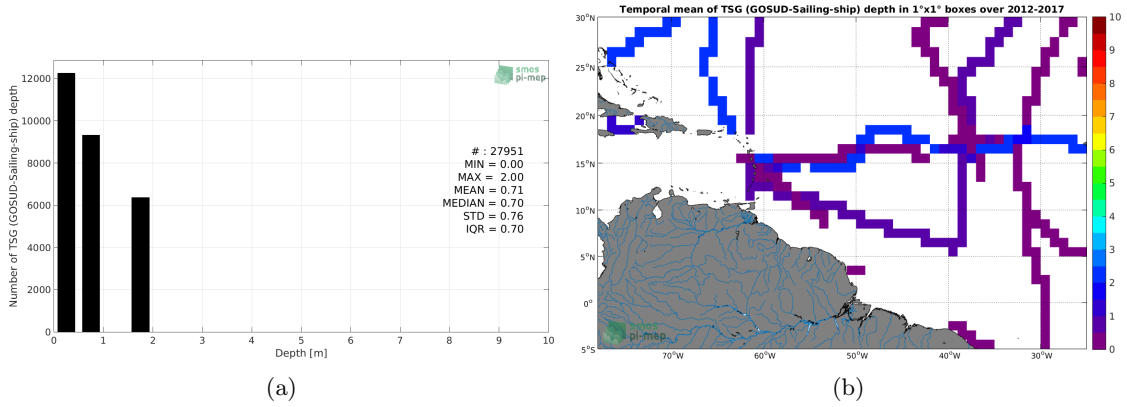 Number of TSG (GOSUD-Sailing-ship) depth
12000
10000
8000
6000
4000
2000
0
0
1
2
3
4
5
6
7
8
9
10
Depth [m]
smos
pi-mep
# : 27951
MIN = 0.00
MAX = 2.00
MEAN = 0.71
MEDIAN = 0.70
STD = 0.76
IQR = 0.70
(a)
Temporal mean of TSG (GOSUD-Sailing-ship) depth in 1°x1° boxes over 2012-2017
30°N
25°N
20°N
15°N
10°N
5°N
0°
5°S
70°W
60°W
50°W
40°W
30°W
smos
pi-mep
10
9
8
7
6
5
4
3
2
1
0
(b)